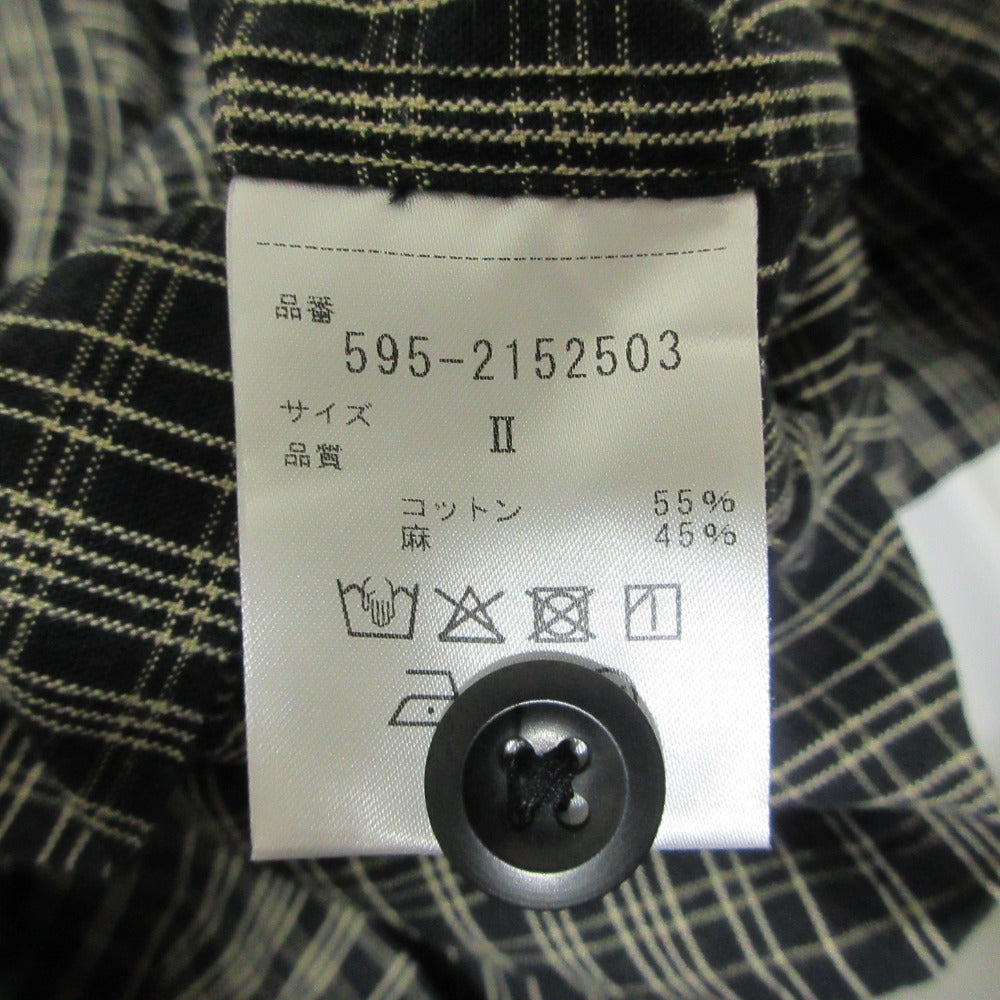 品番
595-2152503
サイズ Ⅱ
品質
コットン 55%
麻 45%